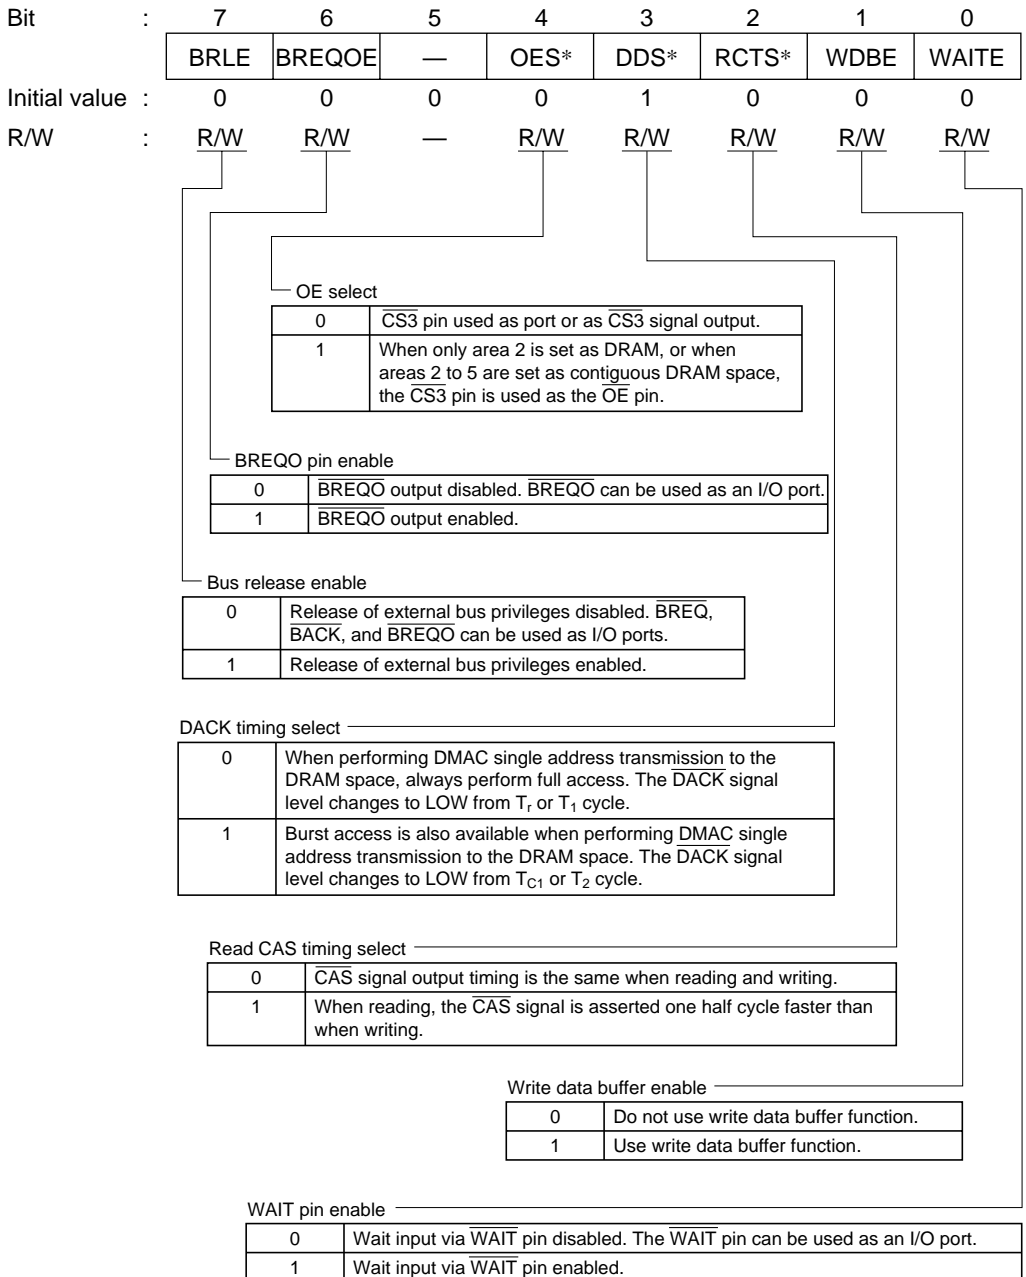 Bit : 7 6 5 4 3 2 1 0
BRLE BREQOE — OES* DDS* RCTS* WDBE WAITE
Initial value : 0 0 0 0 1 0 0 0
R/W : R/W R/W — R/W R/W R/W R/W R/W
OE select
0 CS3 pin used as port or as CS3 signal output.
1 When only area 2 is set as DRAM, or when
areas 2 to 5 are set as contiguous DRAM space,
the CS3 pin is used as the OE pin.
BREQO pin enable
0 BREQO output disabled. BREQO can be used as an I/O port.
1 BREQO output enabled.
Bus release enable
0 Release of external bus privileges disabled. BREQ,
BACK, and BREQO can be used as I/O ports.
1 Release of external bus privileges enabled.
DACK timing select
0 When performing DMAC single address transmission to the
DRAM space, always perform full access. The DACK signal
level changes to LOW from Tr or T1 cycle.
1 Burst access is also available when performing DMAC single
address transmission to the DRAM space. The DACK signal
level changes to LOW from TC1 or T2 cycle.
Read CAS timing select
0 CAS signal output timing is the same when reading and writing.
1 When reading, the CAS signal is asserted one half cycle faster than
when writing.
Write data buffer enable
0 Do not use write data buffer function.
1 Use write data buffer function.
WAIT pin enable
0 Wait input via WAIT pin disabled. The WAIT pin can be used as an I/O port.
1 Wait input via WAIT pin enabled.